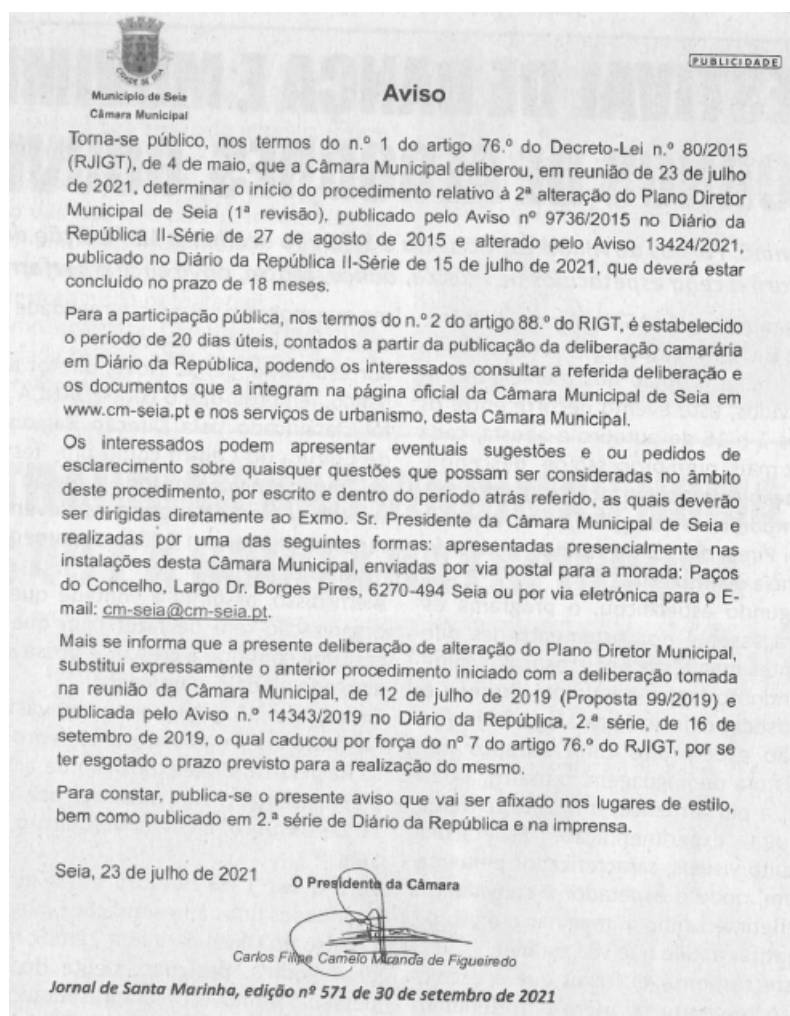 CIDADE DE SEIA
Município de Seia
Câmara Municipal
PUBLICIDADE
Aviso
Torna-se público, nos termos do n.º 1 do artigo 76.º do Decreto-Lei n.º 80/2015
(RJIGT), de 4 de maio, que a Câmara Municipal deliberou, em reunião de 23 de julho
de 2021, determinar o início do procedimento relativo à 2ª alteração do Plano Diretor
Municipal de Seia (1ª revisão), publicado pelo Aviso nº 9736/2015 no Diário da
República II-Série de 27 de agosto de 2015 e alterado pelo Aviso 13424/2021,
publicado no Diário da República II-Série de 15 de julho de 2021, que deverá estar
concluído no prazo de 18 meses.
Para a participação pública, nos termos do n.º 2 do artigo 88.º do RIGT, é estabelecido
o período de 20 dias úteis, contados a partir da publicação da deliberação camarária
em Diário da República, podendo os interessados consultar a referida deliberação e
os documentos que a integram na página oficial da Câmara Municipal de Seia em
www.cm-seia.pt e nos serviços de urbanismo, desta Câmara Municipal.
Os interessados podem apresentar eventuais sugestões e ou pedidos de
esclarecimento sobre quaisquer questões que possam ser consideradas no âmbito
deste procedimento, por escrito e dentro do período atrás referido, as quais deverão
ser dirigidas diretamente ao Exmo. Sr. Presidente da Câmara Municipal de Seia e
realizadas por uma das seguintes formas: apresentadas presencialmente nas
instalações desta Câmara Municipal, enviadas por via postal para a morada: Paços
do Concelho, Largo Dr. Borges Pires, 6270-494 Seia ou por via eletrónica para o E-
mail: cm-seia@cm-seia.pt.
Mais se informa que a presente deliberação de alteração do Plano Diretor Municipal,
substitui expressamente o anterior procedimento iniciado com a deliberação tomada
na reunião da Câmara Municipal, de 12 de julho de 2019 (Proposta 99/2019) e
publicada pelo Aviso n.º 14343/2019 no Diário da República, 2.ª série, de 16 de
setembro de 2019, o qual caducou por força do nº 7 do artigo 76.º do RJIGT, por se
ter esgotado o prazo previsto para a realização do mesmo.
Para constar, publica-se o presente aviso que vai ser afixado nos lugares de estilo,
bem como publicado em 2.ª série de Diário da República e na imprensa.
Seia, 23 de julho de 2021
O Presidente da Câmara
Carlos Filipe Camelo Miranda de Figueiredo
Jornal de Santa Marinha, edição nº 571 de 30 de setembro de 2021